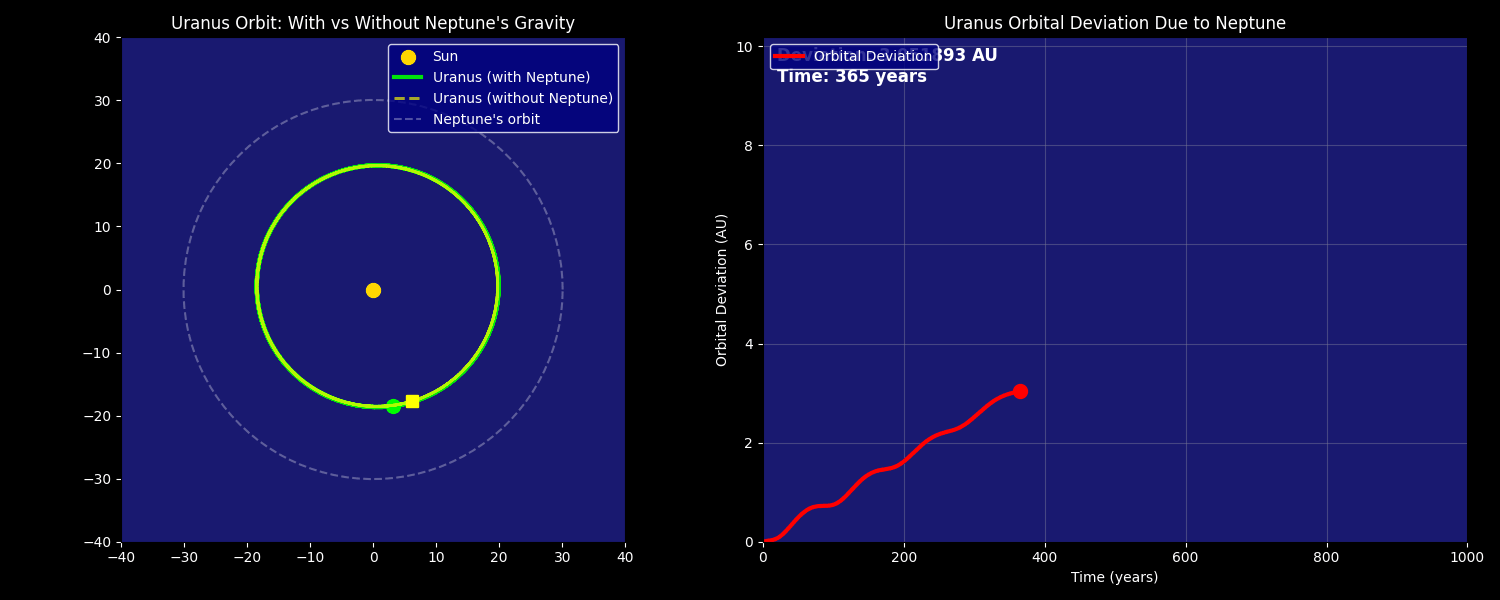 Uranus Orbit: With vs Without Neptune's Gravity
40
30
20
10
0
−10
−20
−30
−40
−40
−30
−20
−10
0
10
20
30
40
Sun
Uranus (with Neptune)
Uranus (without Neptune)
Neptune's orbit
Uranus Orbital Deviation Due to Neptune
Orbital Deviation (AU)
10
8
6
4
2
0
0
200
400
600
800
1000
Time (years)
Orbital Deviation
Deviation: 893 AU
Time: 365 years